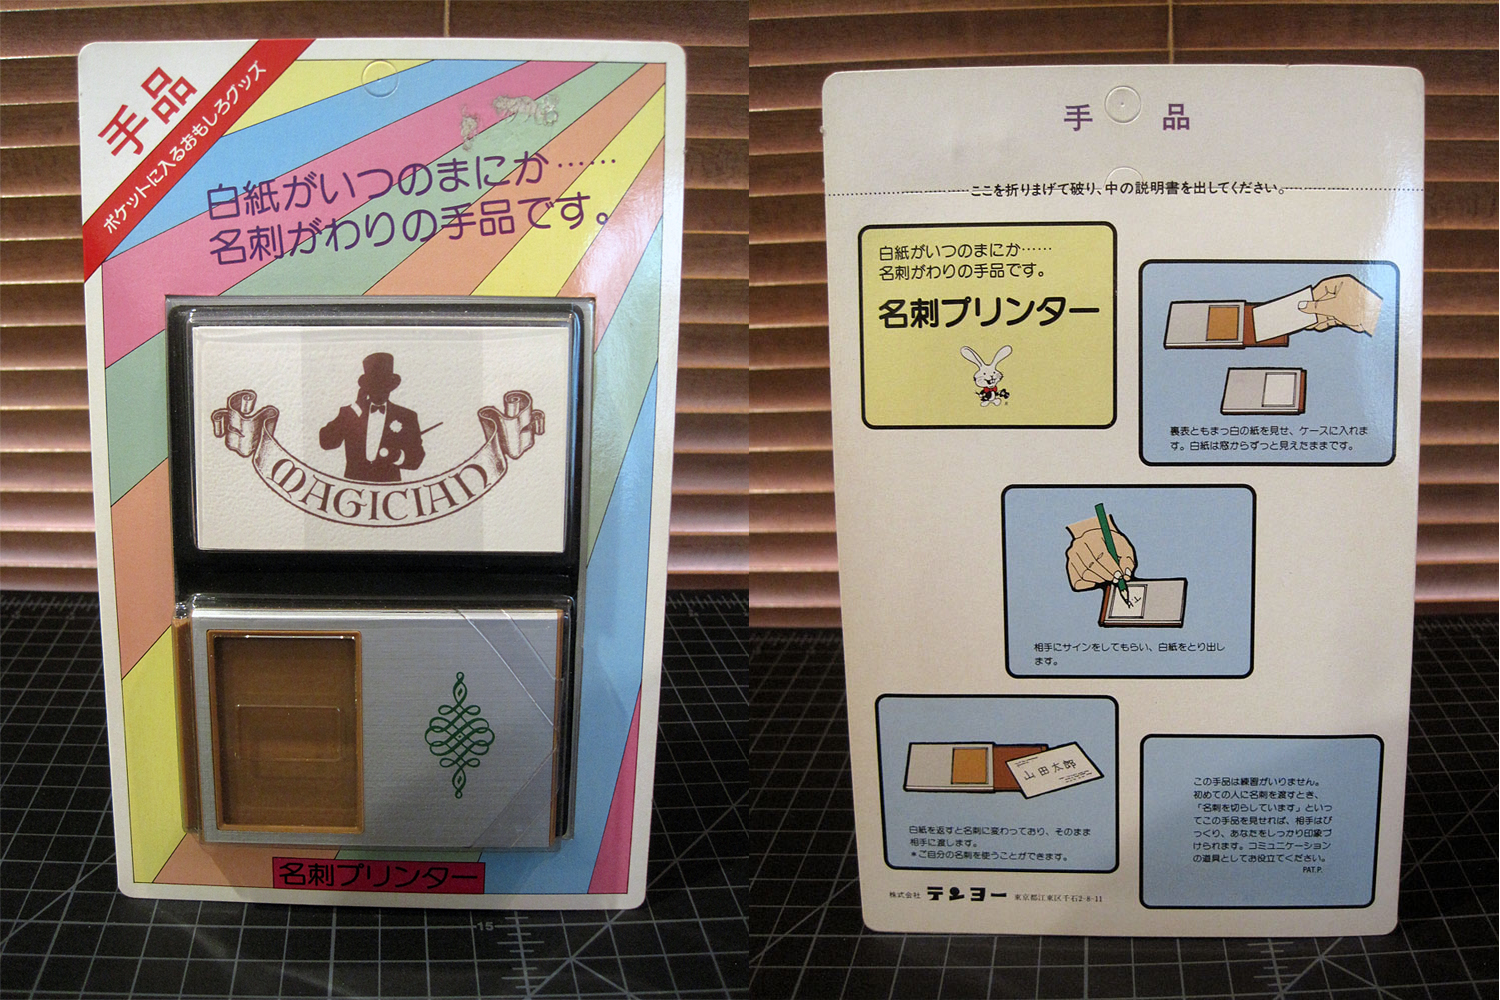 手品
ポケットに入るおもしろグッズ
白紙がいつのまにか……
名刺がわりの手品です。
MAGICIAN
名刺プリンター
15
手 品
ここを折りまげて破り、中の説明書を出してください。
白紙がいつのまにか……
名刺がわりの手品です。
名刺プリンター
裏表ともまっ白の紙を見せ、ケースに入れま
す。白紙は窓からずっと見えたままです。
相手にサインをしてもらい、白紙をとり出し
ます。
山田太郎
白紙を返すと名刺に変わっており、そのまま
相手に渡します。
*ご自分の名刺を使うことができます。
この手品は練習がいりません。
初めての人に名刺を渡すとき、
「名刺を切らしています」といっ
てこの手品を見せれば、相手はび
っくり、あなたをしっかり印象づ
けられます。コミュニケーション
の道具としてお役立てください。
PAT.P.
株式会社 テンヨー 東京都江東区千石2-8-11